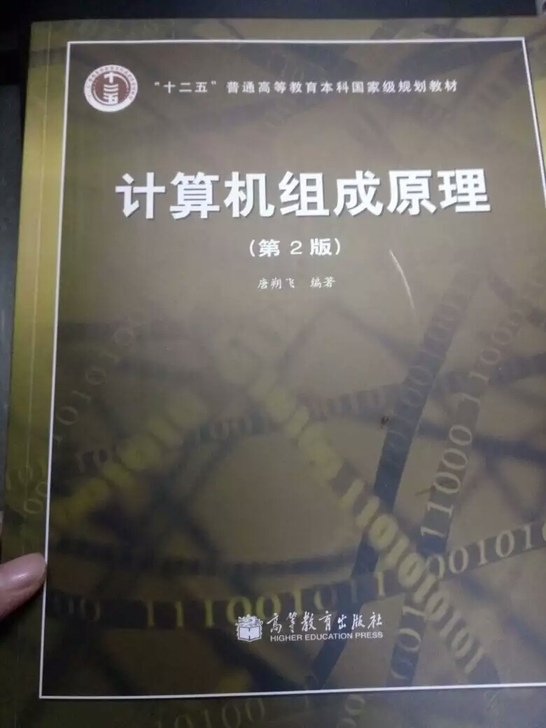 "十二五"普通高等教育本科国家级规划教材
计算机组成原理
(第2版)
唐朔飞 编著
高等教育出版社
HIGHER EDUCATION PRESS